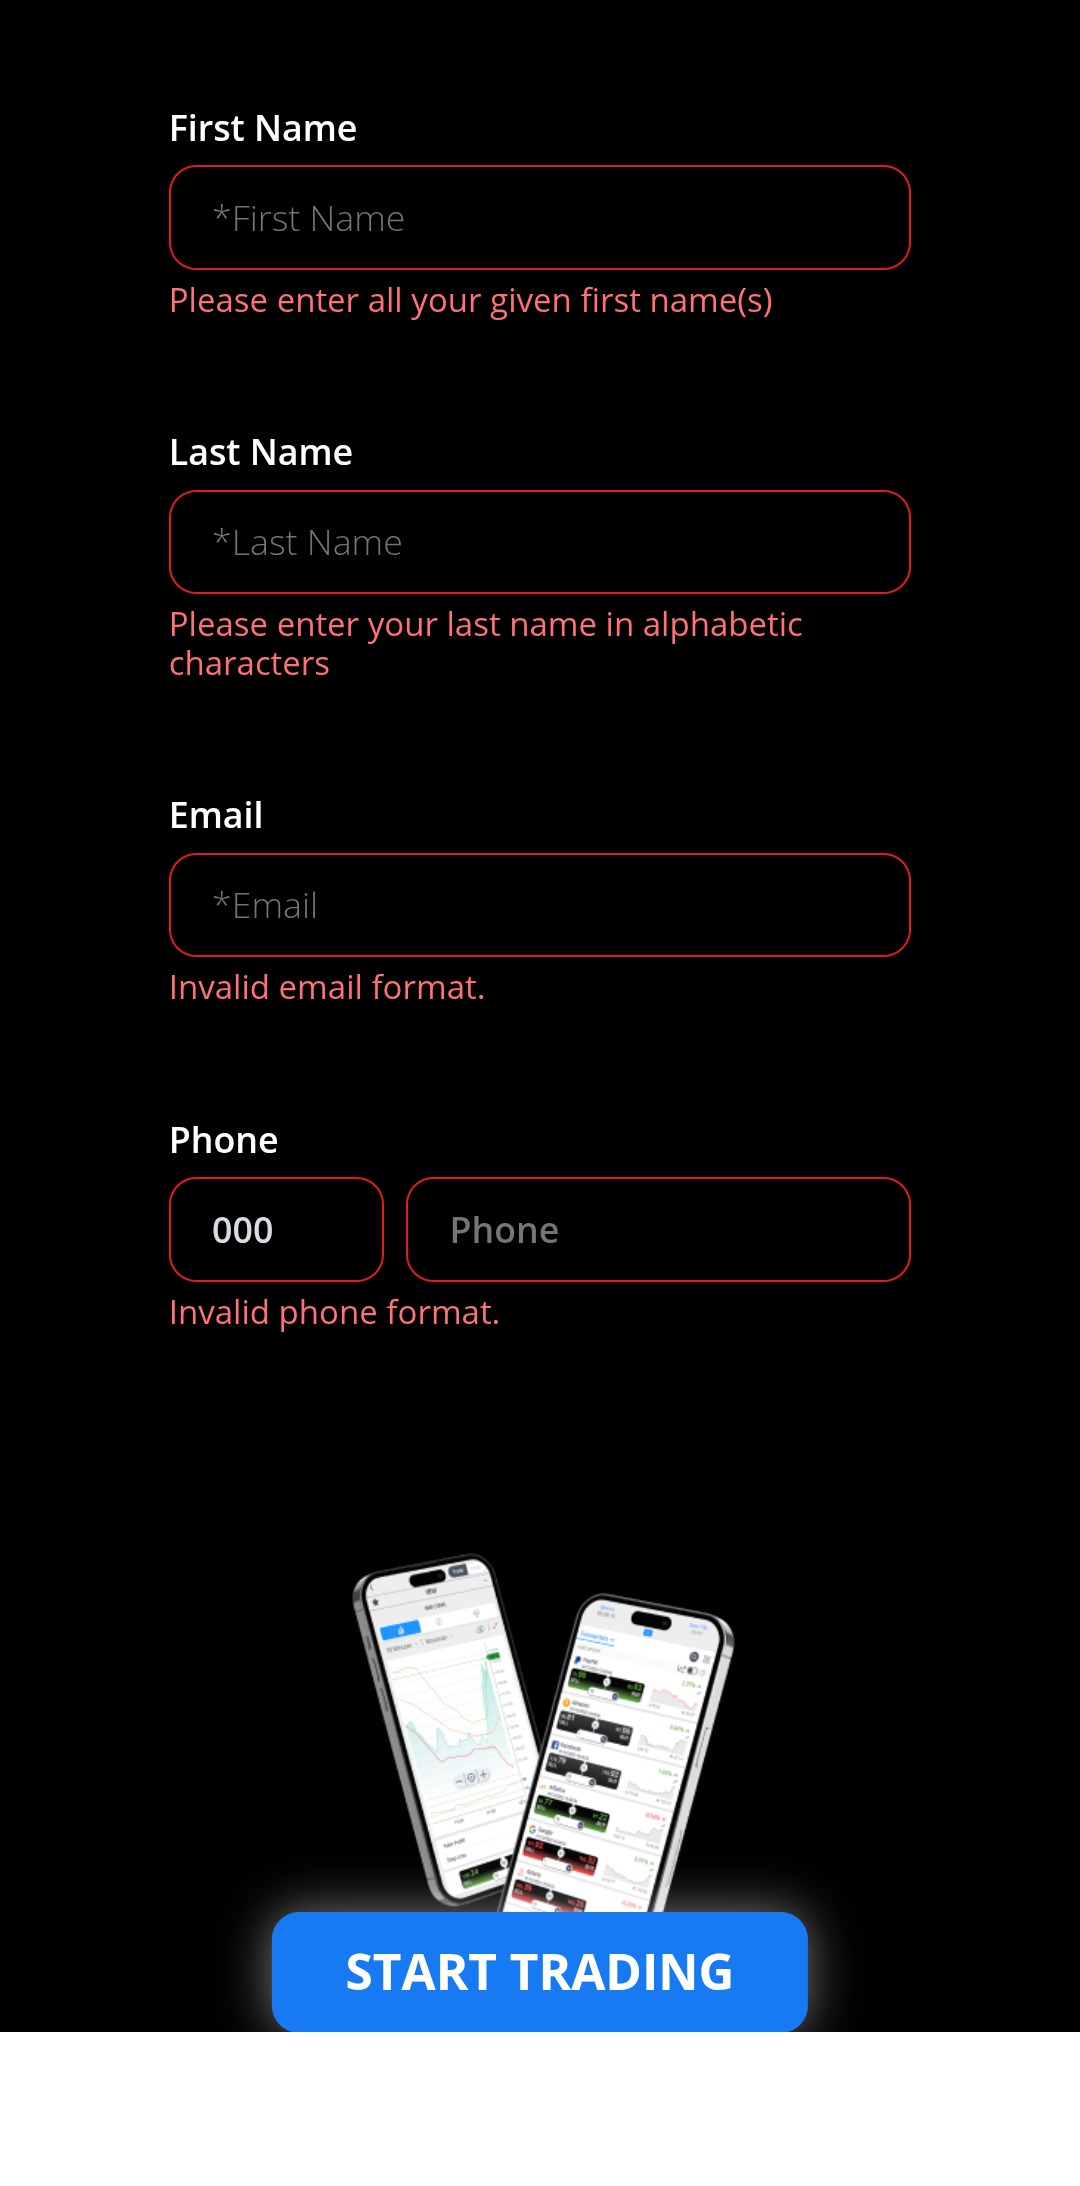 First Name
*First Name
Please enter all your given first name(s)
Last Name
*Last Name
Please enter your last name in alphabetic
characters
Email
*Email
Invalid email format.
Phone
000 Phone
Invalid phone format.
START TRADING